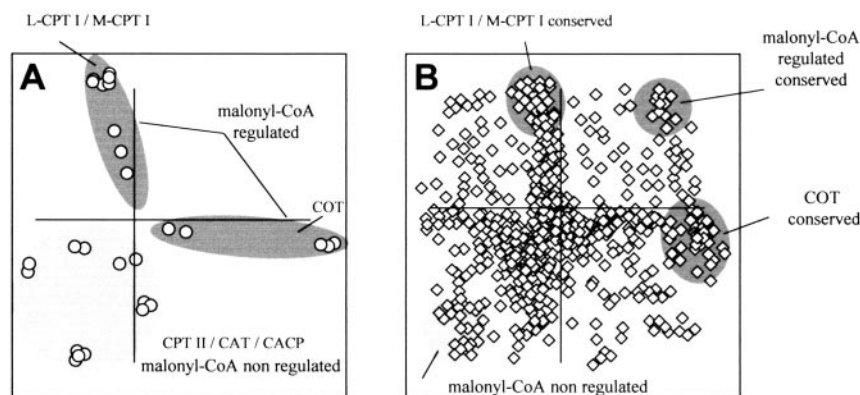 L-CPT I / M-CPT I
A
malonyl-CoA
regulated
COT
CPT II / CAT / CACP
malonyl-CoA non regulated
L-CPT I / M-CPT I conserved
B
malonyl-CoA
regulated
conserved
COT
conserved
malonyl-CoA non regulated